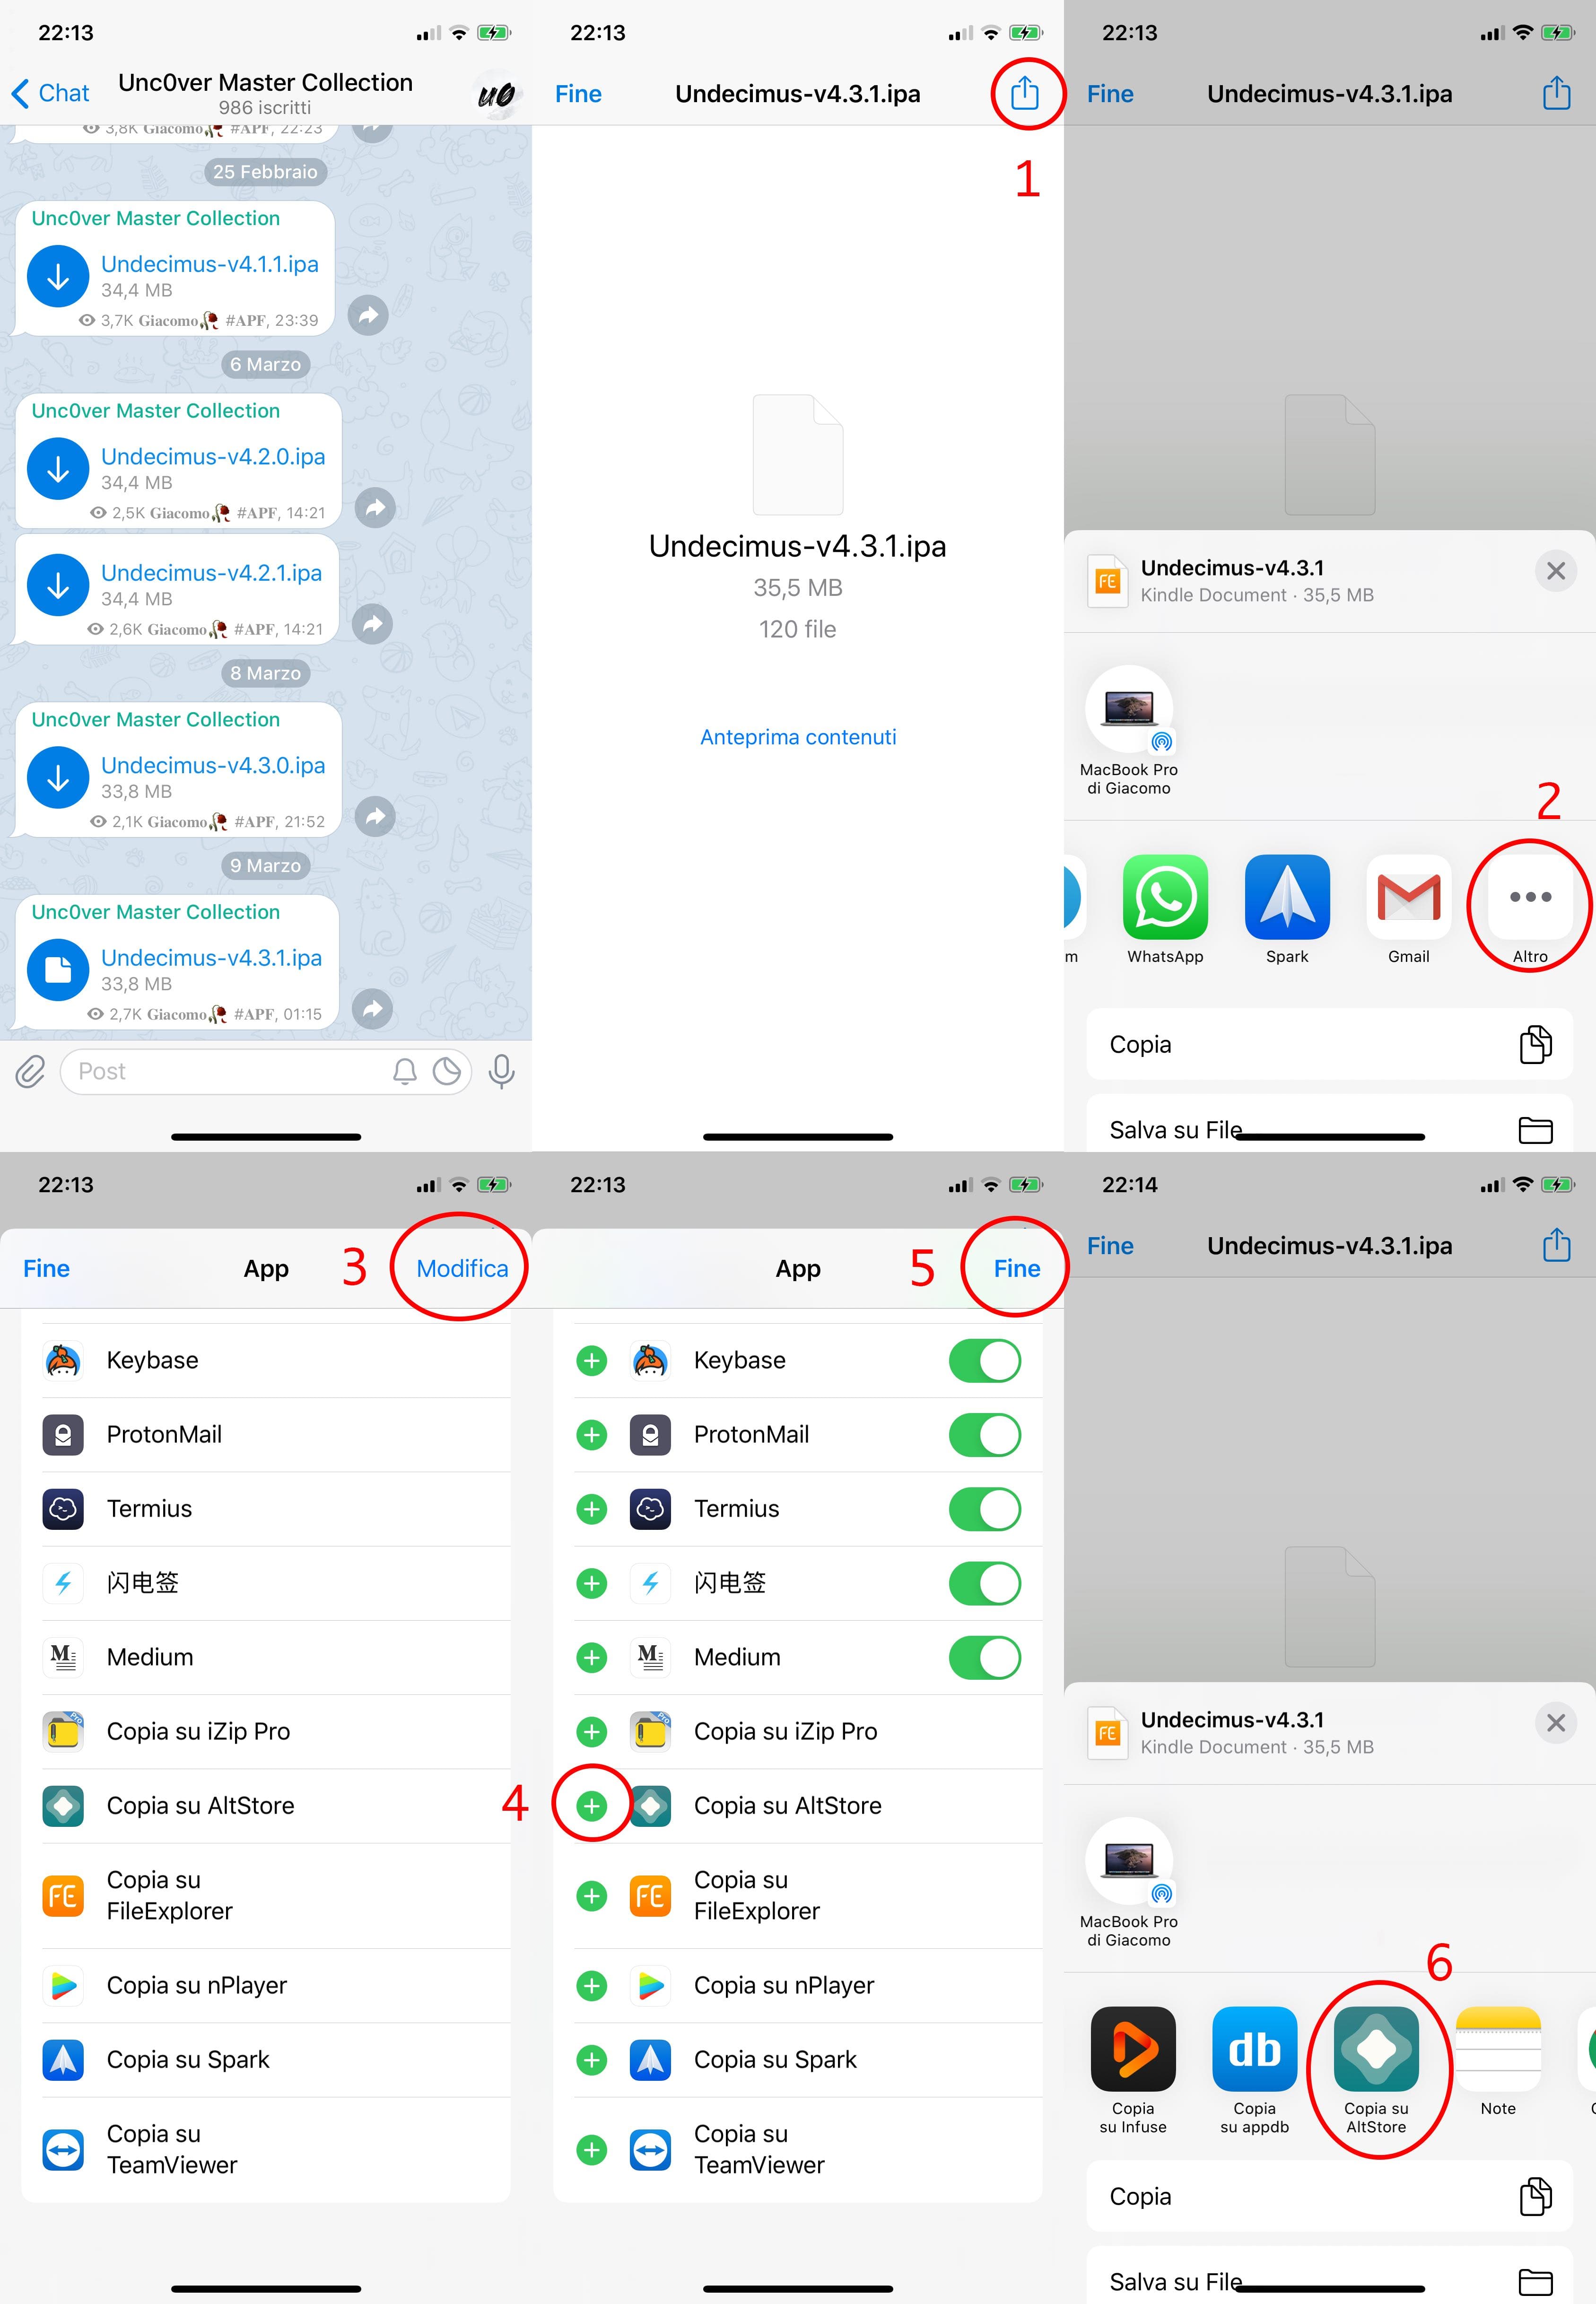 22:13
Chat
Unc0ver Master Collection
986 iscritti
3,8K Giacomo🥀 #APF, 22:23
25 Febbraio
Unc0ver Master Collection
Undecimus-v4.1.1.ipa
34,4 MB
3,7K Giacomo🥀 #APF, 23:39
6 Marzo
Unc0ver Master Collection
Undecimus-v4.2.0.ipa
34,4 MB
2,5K Giacomo🥀 #APF, 14:21
Undecimus-v4.2.1.ipa
34,4 MB
2,6K Giacomo🥀 #APF, 14:21
8 Marzo
Unc0ver Master Collection
Undecimus-v4.3.0.ipa
33,8 MB
2,1K Giacomo🥀 #APF, 21:52
9 Marzo
Unc0ver Master Collection
Undecimus-v4.3.1.ipa
33,8 MB
2,7K Giacomo🥀 #APF, 01:15
Post
22:13
Fine
Undecimus-v4.3.1.ipa
1
Undecimus-v4.3.1.ipa
35,5 MB
120 file
Anteprima contenuti
22:13
Fine
Undecimus-v4.3.1.ipa
FE
Undecimus-v4.3.1
Kindle Document · 35,5 MB
MacBook Pro
di Giacomo
2
m
WhatsApp
Spark
Gmail
Altro
Copia
Salva su File
22:13
Fine
App
3
Modifica
Keybase
ProtonMail
Termius
闪电签
Medium
Copia su iZip Pro
Copia su AltStore
Copia su
FileExplorer
Copia su nPlayer
Copia su Spark
Copia su
TeamViewer
22:13
App
5
Fine
Keybase
ProtonMail
Termius
闪电签
Medium
Copia su iZip Pro
4
Copia su AltStore
Copia su
FileExplorer
Copia su nPlayer
Copia su Spark
Copia su
TeamViewer
22:14
Fine
Undecimus-v4.3.1.ipa
FE
Undecimus-v4.3.1
Kindle Document · 35,5 MB
MacBook Pro
di Giacomo
6
db
Copia
su Infuse
Copia
su appdb
Copia su
AltStore
Note
Copia
Salva su File